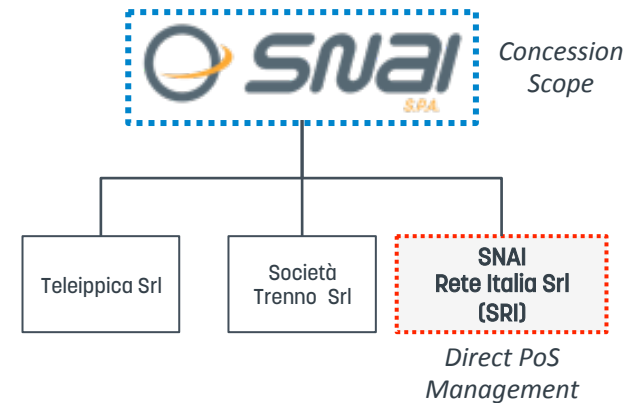 SNAI
S.P.A.
Concession
Scope
Teleippica Srl
Società
Trenno Srl
SNAI
Rete Italia Srl
(SRI)
Direct PoS
Management